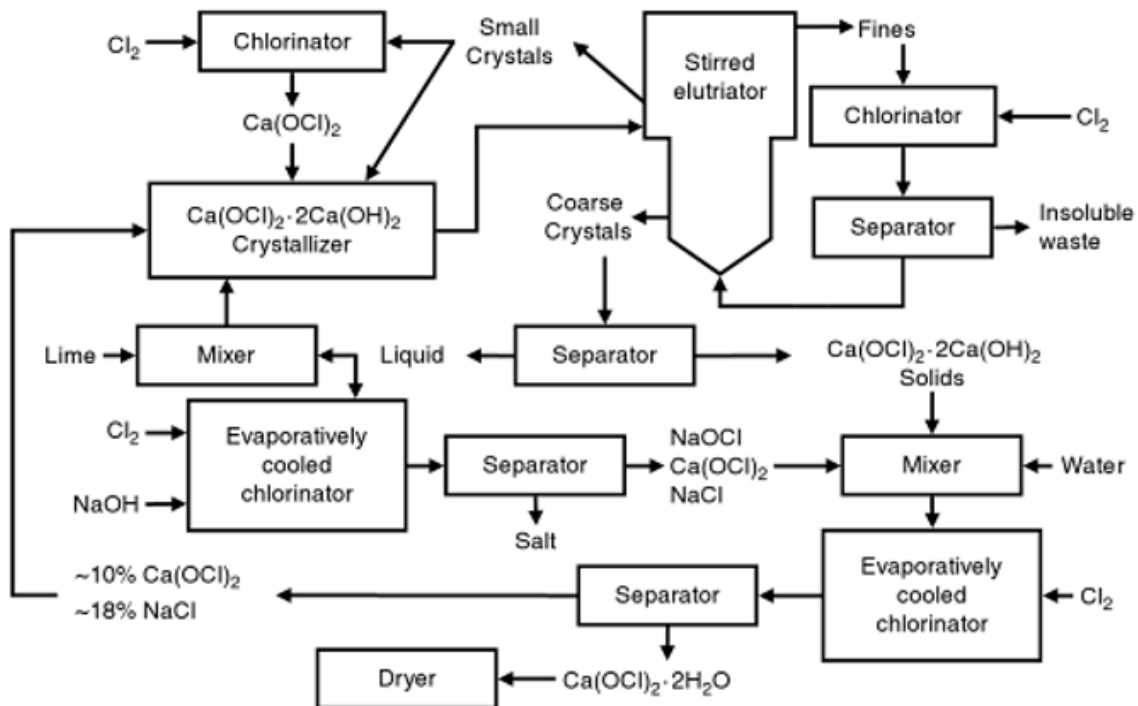 Cl₂
Chlorinator
Small
Crystals
Stirred
elutriator
Fines
Chlorinator
Cl₂
Ca(OCl)₂
Ca(OCl)₂·2Ca(OH)₂
Crystallizer
Coarse
Crystals
Separator
Insoluble
waste
Lime
Mixer
Liquid
Separator
Ca(OCl)₂·2Ca(OH)₂
Solids
Cl₂
NaOH
Evaporatively
cooled
chlorinator
Separator
Salt
NaOCl
Ca(OCl)₂
NaCl
Mixer
Water
~10% Ca(OCl)₂
~18% NaCl
Separator
Evaporatively
cooled
chlorinator
Cl₂
Dryer
Ca(OCl)₂·2H₂O